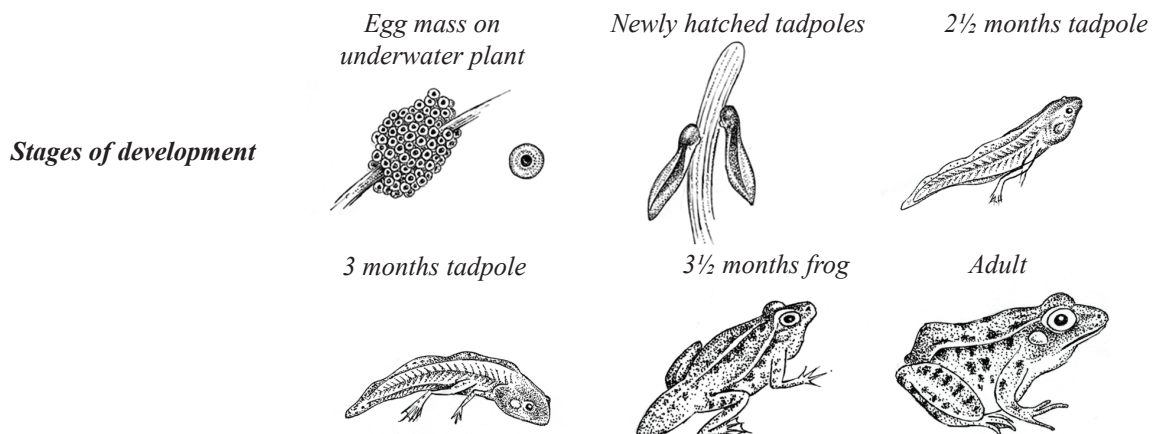 Egg mass on
underwater plant
Newly hatched tadpoles
2½ months tadpole
Stages of development
3 months tadpole
3½ months frog
Adult